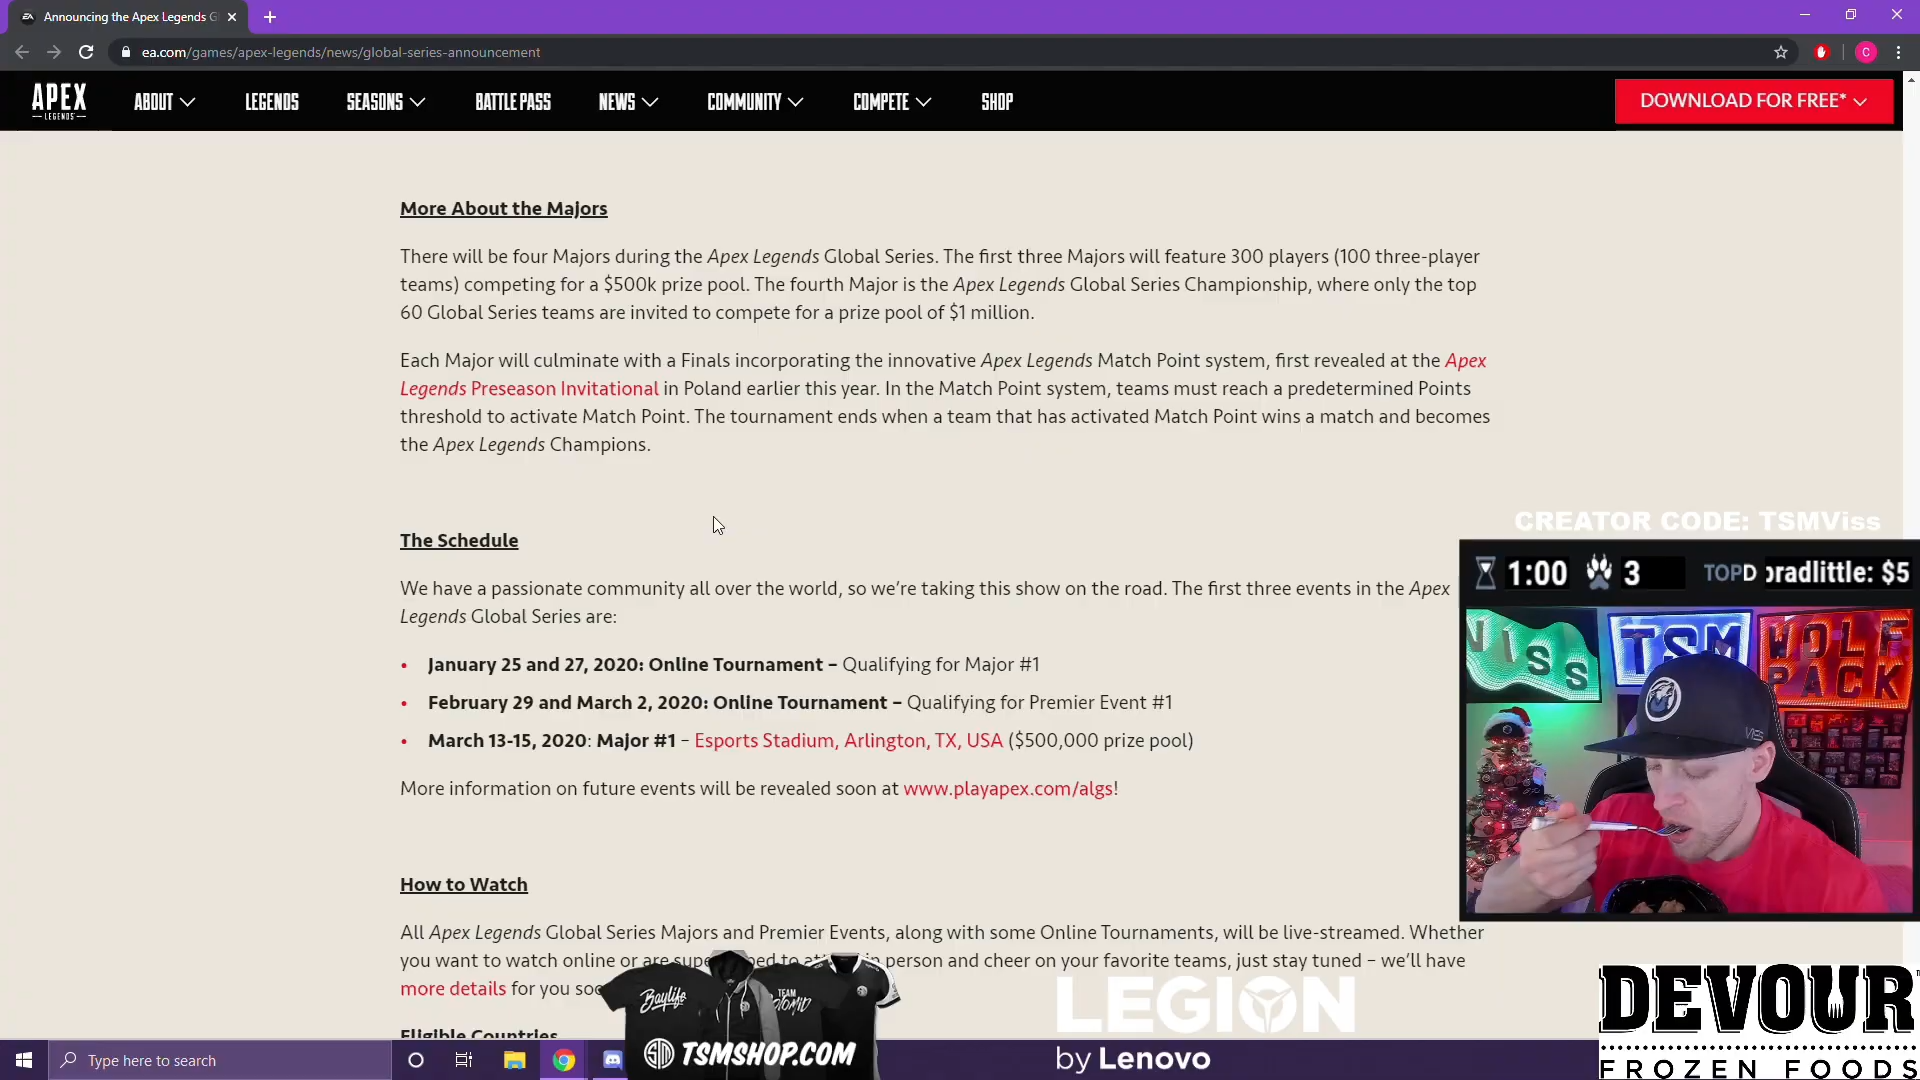 Announcing the Apex Legends G
ea.com/games/apex-legends/news/global-series-announcement
C
APEX
LEGENDS
ABOUT
LEGENDS
SEASONS
BATTLE PASS
NEWS
COMMUNITY
COMPETE
SHOP
DOWNLOAD FOR FREE*
More About the Majors
There will be four Majors during the Apex Legends Global Series. The first three Majors will feature 300 players (100 three-player
teams) competing for a $500k prize pool. The fourth Major is the Apex Legends Global Series Championship, where only the top
60 Global Series teams are invited to compete for a prize pool of $1 million.
Each Major will culminate with a Finals incorporating the innovative Apex Legends Match Point system, first revealed at the Apex
Legends Preseason Invitational in Poland earlier this year. In the Match Point system, teams must reach a predetermined Points
threshold to activate Match Point. The tournament ends when a team that has activated Match Point wins a match and becomes
the Apex Legends Champions.
The Schedule
We have a passionate community all over the world, so we’re taking this show on the road. The first three events in the Apex
Legends Global Series are:
• January 25 and 27, 2020: Online Tournament – Qualifying for Major #1
• February 29 and March 2, 2020: Online Tournament – Qualifying for Premier Event #1
• March 13-15, 2020: Major #1 – Esports Stadium, Arlington, TX, USA ($500,000 prize pool)
More information on future events will be revealed soon at www.playapex.com/algs!
How to Watch
All Apex Legends Global Series Majors and Premier Events, along with some Online Tournaments, will be live-streamed. Whether
you want to watch online or are in person and cheer on your favorite teams, just stay tuned – we’ll have
more details for you
Eligible Countries
CREATOR CODE: TSMViss
1:00
3
TOPD
bradlittle: $5
VISS
TSM
WOLF
PACK
VISS
Baylife
TEAM
TSMSHOP.COM
LEGION
by Lenovo
DEVOUR
FROZEN FOODS
Type here to search